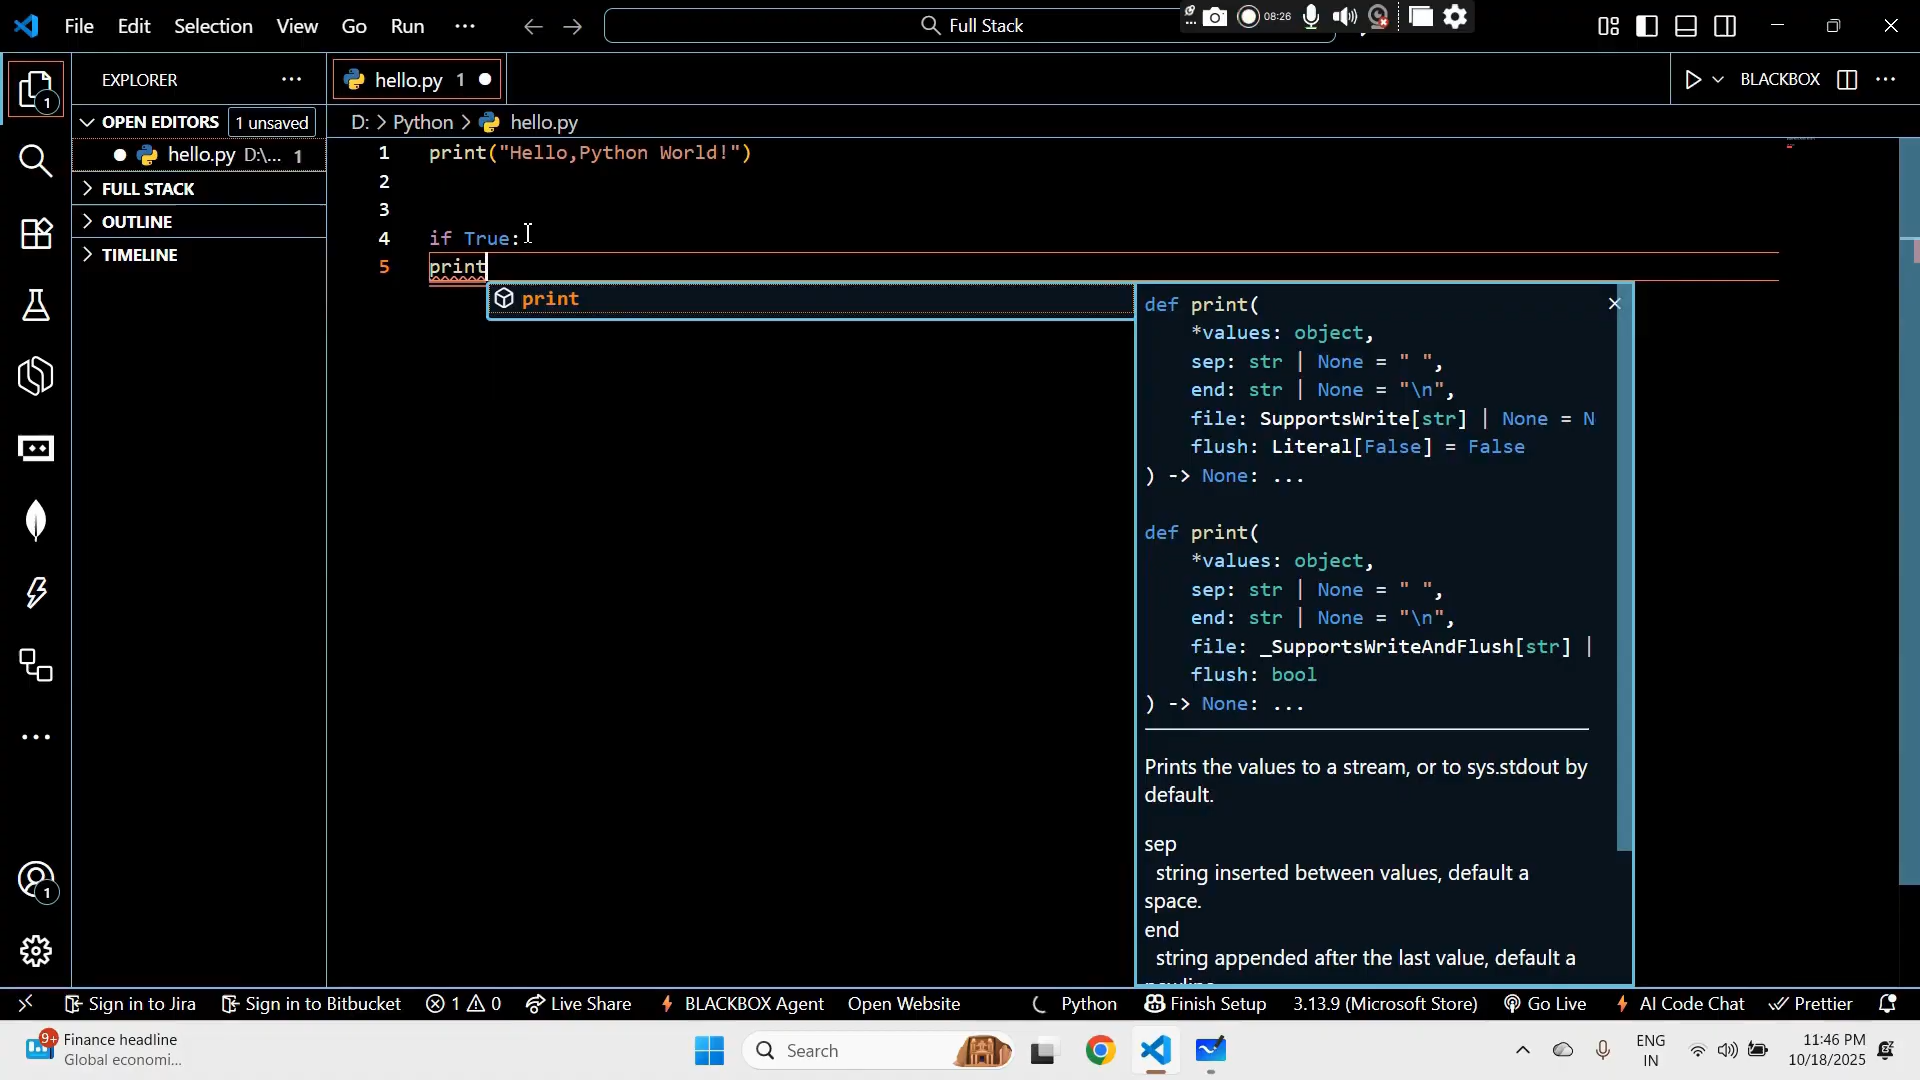 File Edit Selection View Go Run ··· Full Stack 08:26
EXPLORER ···
hello.py 1
BLACKBOX ···
OPEN EDITORS 1 unsaved
hello.py D:\... 1
FULL STACK
OUTLINE
TIMELINE
D: > Python > hello.py
1 print("Hello,Python World!")
2
3
4 if True:
5 print
print
def print(
*values: object,
sep: str | None = " ",
end: str | None = "\n",
file: SupportsWrite[str] | None = N
flush: Literal[False] = False
) -> None: ...
def print(
*values: object,
sep: str | None = " ",
end: str | None = "\n",
file: _SupportsWriteAndFlush[str] |
flush: bool
) -> None: ...
Prints the values to a stream, or to sys.stdout by
default.
sep
string inserted between values, default a
space.
end
string appended after the last value, default a
1
1
Sign in to Jira Sign in to Bitbucket 1 0 Live Share BLACKBOX Agent Open Website Python Finish Setup 3.13.9 (Microsoft Store) Go Live AI Code Chat Prettier
9+ Finance headline
Global economi...
Search
ENG
IN
11:46 PM
10/18/2025